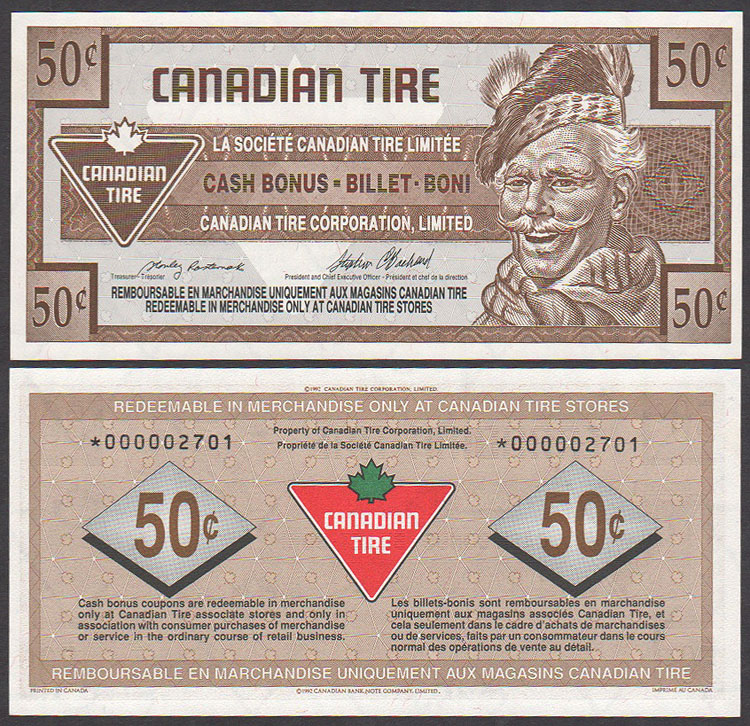 50¢ 50¢
CANADIAN TIRE
LA SOCIÉTÉ CANADIAN TIRE LIMITÉE
CANADIAN
TIRE
CASH BONUS - BILLET - BONI
CANADIAN TIRE CORPORATION, LIMITED
Treasurer-Trésorier President and Chief Executive Officer - Président et chef de la direction
50¢ 50¢
REMBOURSABLE EN MARCHANDISE UNIQUEMENT AUX MAGASINS CANADIAN TIRE
REDEEMABLE IN MERCHANDISE ONLY AT CANADIAN TIRE STORES
©1992 CANADIAN TIRE CORPORATION, LIMITED.
REDEEMABLE IN MERCHANDISE ONLY AT CANADIAN TIRE STORES
Property of Canadian Tire Corporation, Limited.
*000002701 *000002701
Propriété de la Société Canadian Tire Limitée.
50¢ 50¢
CANADIAN
TIRE
Cash bonus coupons are redeemable in merchandise
only at Canadian Tire associate stores and only in
association with consumer purchases of merchandise
or service in the ordinary course of retail business.
Les billets-bonis sont remboursables en marchandise
uniquement aux magasins associés Canadian Tire, et
cela seulement dans le cadre d'achats de marchandises
ou de services, faits par un consommateur dans le cours
normal des opérations de vente au détail.
REMBOURSABLE EN MARCHANDISE UNIQUEMENT AUX MAGASINS CANADIAN TIRE
PRINTED IN CANADA ©1992 CANADIAN BANK NOTE COMPANY, LIMITED. IMPRIMÉ AU CANADA